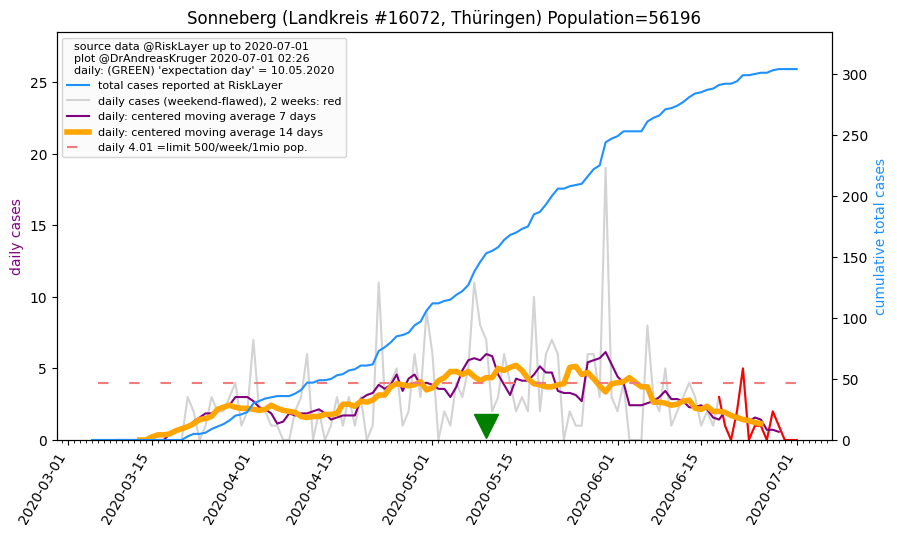 Sonneberg (Landkreis #16072, Thüringen) Population=56196
source data @RiskLayer up to 2020-07-01
plot @DrAndreasKruger 2020-07-01 02:26
daily: (GREEN) 'expectation day' = 10.05.2020
total cases reported at RiskLayer
daily cases (weekend-flawed), 2 weeks: red
daily: centered moving average 7 days
daily: centered moving average 14 days
daily 4.01 =limit 500/week/1mio pop.
daily cases
25
20
15
10
5
0
cumulative total cases
300
250
200
150
100
50
0
2020-03-01
2020-03-15
2020-04-01
2020-04-15
2020-05-01
2020-05-15
2020-06-01
2020-06-15
2020-07-01